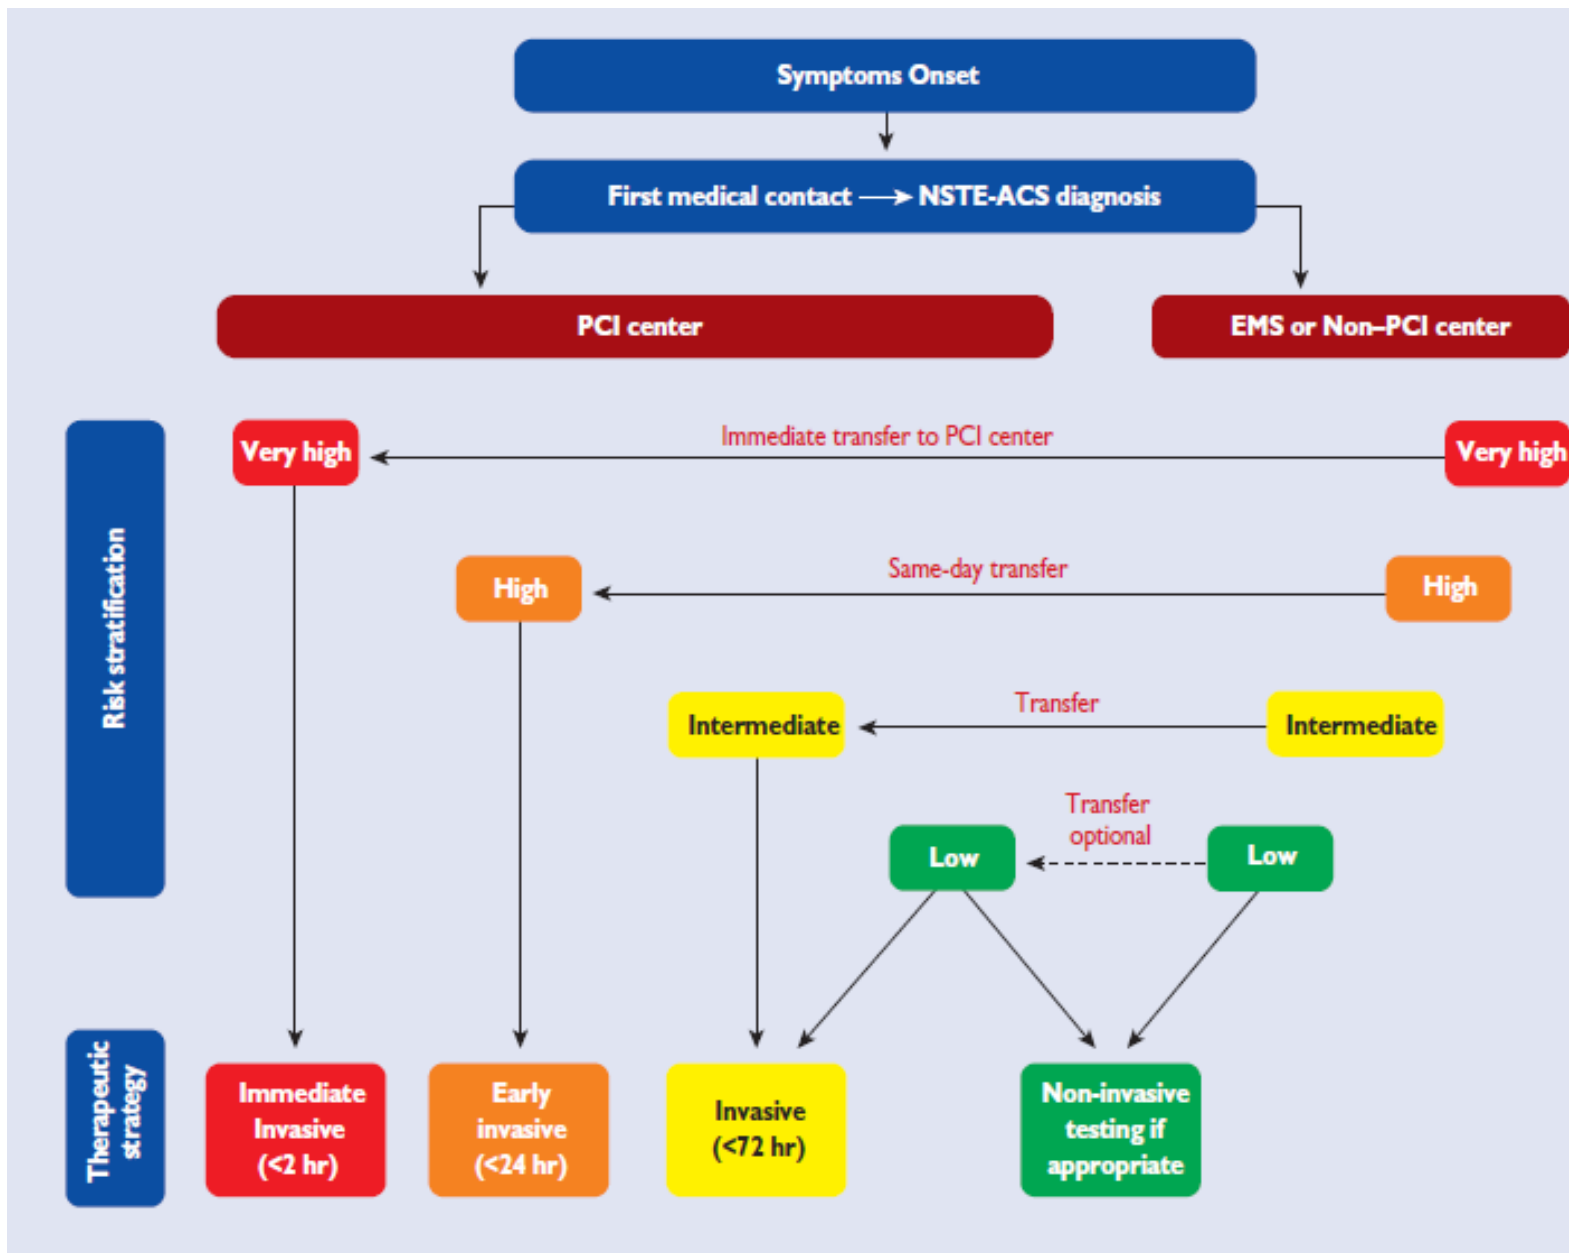 Symptoms Onset
First medical contact → NSTE-ACS diagnosis
PCI center
EMS or Non–PCI center
Risk stratification
Very high
Immediate transfer to PCI center
Very high
High
Same-day transfer
High
Intermediate
Transfer
Intermediate
Low
Transfer
optional
Low
Therapeutic
strategy
Immediate
Invasive
(<2 hr)
Early
invasive
(<24 hr)
Invasive
(<72 hr)
Non-invasive
testing if
appropriate